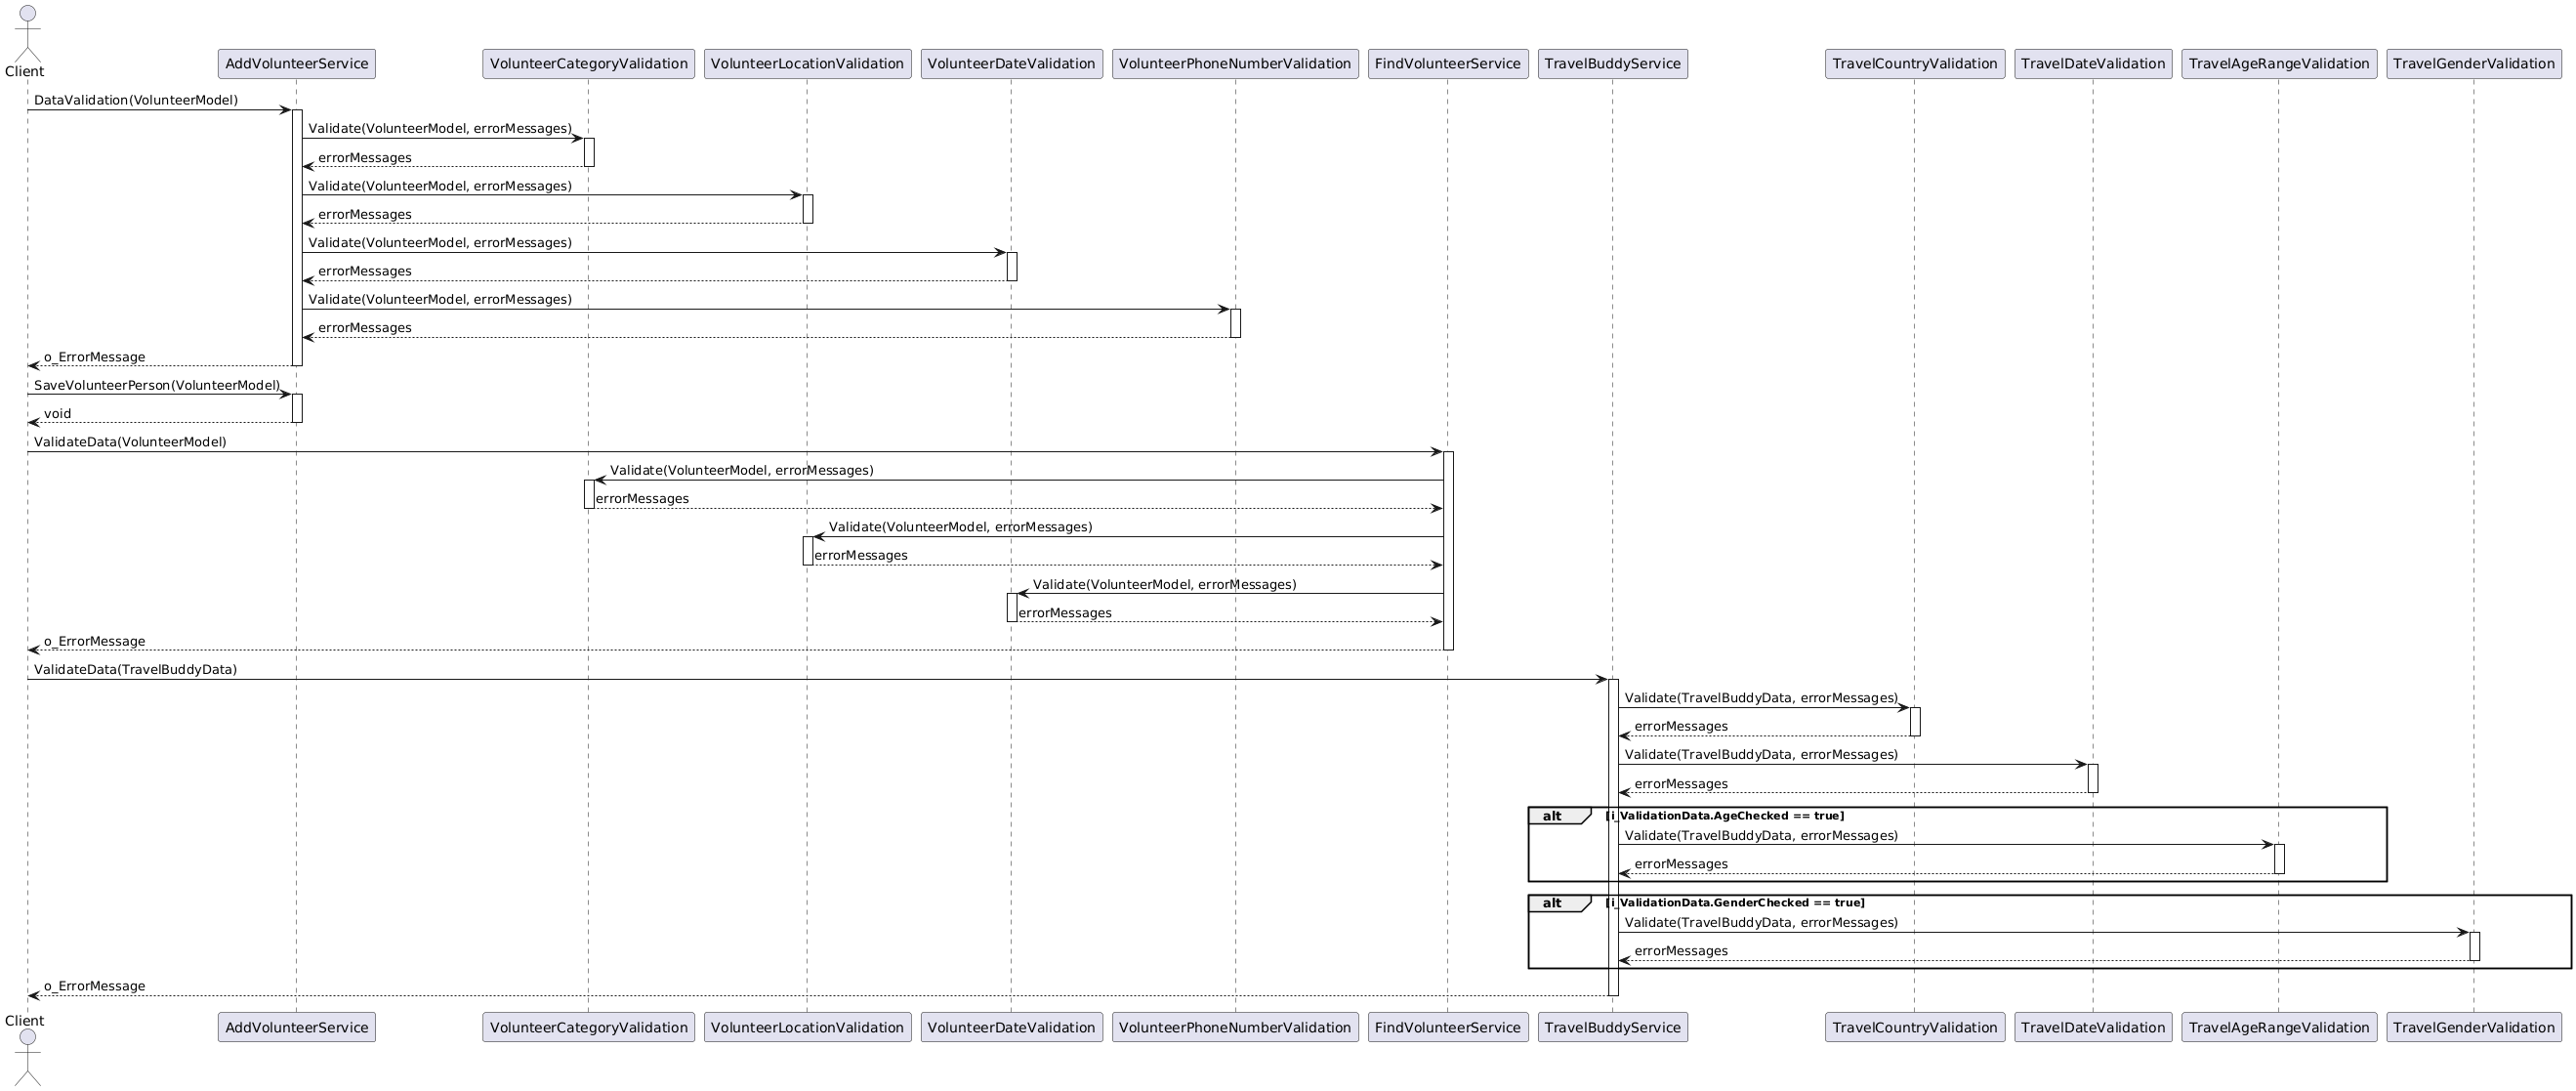 Client
AddVolunteerService
VolunteerCategoryValidation
VolunteerLocationValidation
VolunteerDateValidation
VolunteerPhoneNumberValidation
FindVolunteerService
TravelBuddyService
TravelCountryValidation
TravelDateValidation
TravelAgeRangeValidation
TravelGenderValidation
DataValidation(VolunteerModel)
Validate(VolunteerModel, errorMessages)
errorMessages
Validate(VolunteerModel, errorMessages)
errorMessages
Validate(VolunteerModel, errorMessages)
errorMessages
Validate(VolunteerModel, errorMessages)
errorMessages
o_ErrorMessage
SaveVolunteerPerson(VolunteerModel)
void
ValidateData(VolunteerModel)
Validate(VolunteerModel, errorMessages)
errorMessages
Validate(VolunteerModel, errorMessages)
errorMessages
Validate(VolunteerModel, errorMessages)
errorMessages
o_ErrorMessage
ValidateData(TravelBuddyData)
Validate(TravelBuddyData, errorMessages)
errorMessages
Validate(TravelBuddyData, errorMessages)
errorMessages
alt [i_ValidationData.AgeChecked == true]
Validate(TravelBuddyData, errorMessages)
errorMessages
alt [i_ValidationData.GenderChecked == true]
Validate(TravelBuddyData, errorMessages)
errorMessages
o_ErrorMessage
Client
AddVolunteerService
VolunteerCategoryValidation
VolunteerLocationValidation
VolunteerDateValidation
VolunteerPhoneNumberValidation
FindVolunteerService
TravelBuddyService
TravelCountryValidation
TravelDateValidation
TravelAgeRangeValidation
TravelGenderValidation